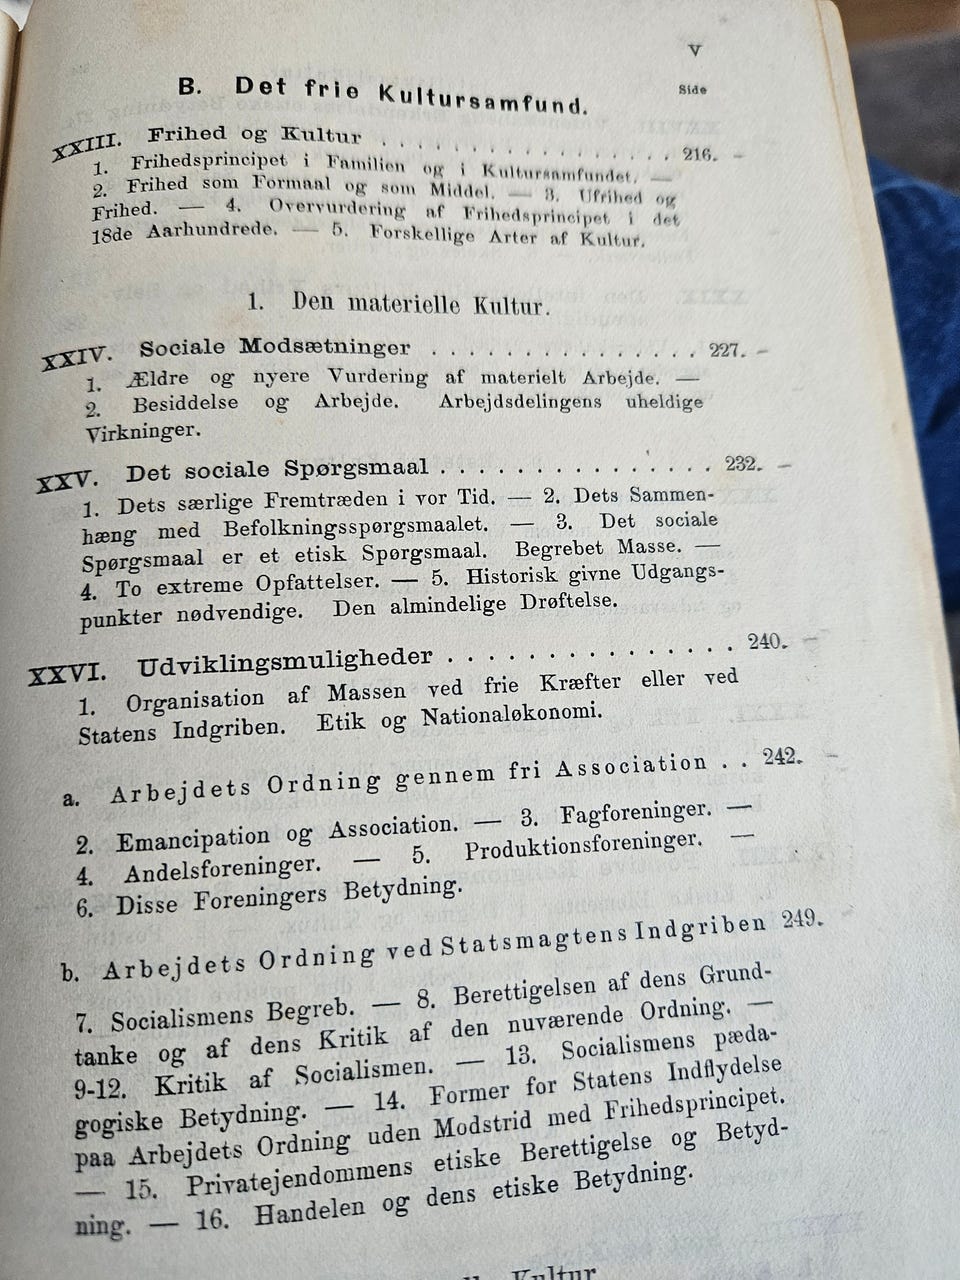 V
B. Det frie Kultursamfund.
Side
XXIII. Frihed og Kultur . . . . . . . . . . . . . . . . 216.
1. Frihedsprincipet i Familien og i Kultursamfundet. —
2. Frihed som Formaal og som Middel. — 3. Ufrihed og
Frihed. — 4. Overvurdering af Frihedsprincipet i det
18de Aarhundrede. — 5. Forskellige Arter af Kultur.
1. Den materielle Kultur.
XXIV. Sociale Modsætninger . . . . . . . . . . . . . . . 227.
1. Ældre og nyere Vurdering af materielt Arbejde. —
2. Besiddelse og Arbejde. Arbejdsdelingens uheldige
Virkninger.
XXV. Det sociale Spørgsmaal . . . . . . . . . . . . . . . 232.
1. Dets særlige Fremtræden i vor Tid. — 2. Dets Sammen-
hæng med Befolkningsspørgsmaalet. — 3. Det sociale
Spørgsmaal er et etisk Spørgsmaal. Begrebet Masse. —
4. To extreme Opfattelser. — 5. Historisk givne Udgangs-
punkter nødvendige. Den almindelige Drøftelse.
XXVI. Udviklingsmuligheder . . . . . . . . . . . . . . . 240.
1. Organisation af Massen ved frie Kræfter eller ved
Statens Indgriben. Etik og Nationaløkonomi.
a. Arbejdets Ordning gennem fri Association . . 242.
2. Emancipation og Association. — 3. Fagforeninger. —
4. Andelsforeninger. — 5. Produktionsforeninger. —
6. Disse Foreningers Betydning.
b. Arbejdets Ordning ved Statsmagtens Indgriben 249.
7. Socialismens Begreb. — 8. Berettigelsen af dens Grund-
tanke og af dens Kritik af den nuværende Ordning. —
9-12. Kritik af Socialismen. — 13. Socialismens pæda-
gogiske Betydning. — 14. Former for Statens Indflydelse
paa Arbejdets Ordning uden Modstrid med Frihedsprincipet.
— 15. Privatejendommens etiske Berettigelse og Betyd-
ning. — 16. Handelen og dens etiske Betydning.
Kultur